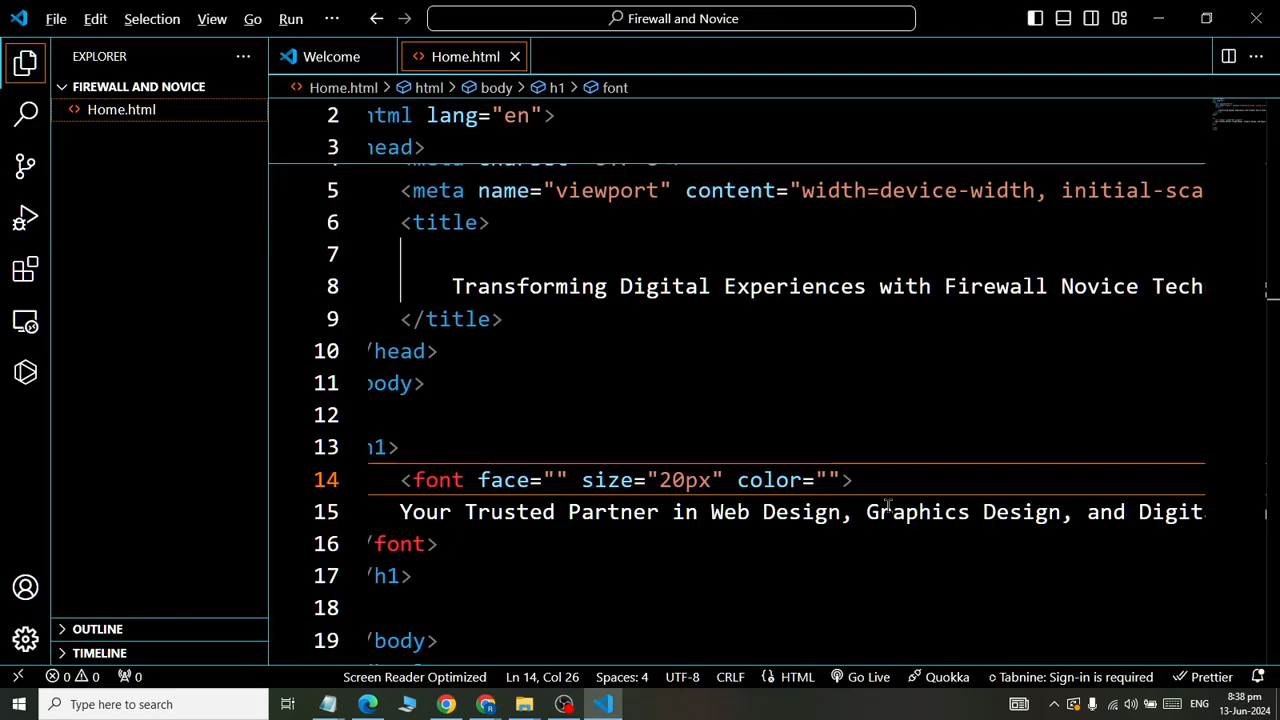 File Edit Selection View Go Run ··· Firewall and Novice
EXPLORER ···
Welcome Home.html
FIREWALL AND NOVICE
Home.html
Home.html > html > body > h1 > font
2 html lang="en">
3 head>
5 <meta name="viewport" content="width=device-width, initial-sca
6 <title>
7
8 Transforming Digital Experiences with Firewall Novice Tech
9 </title>
10 /head>
11 body>
12
13 h1>
14 <font face="" size="20px" color="">
15 Your Trusted Partner in Web Design, Graphics Design, and Digit
16 /font>
17 /h1>
18
19 /body>
OUTLINE
TIMELINE
0 0 0 Screen Reader Optimized Ln 14, Col 26 Spaces: 4 UTF-8 CRLF HTML Go Live Quokka Tabnine: Sign-in is required Prettier
Type here to search ENG 8:38 pm
13-Jun-2024